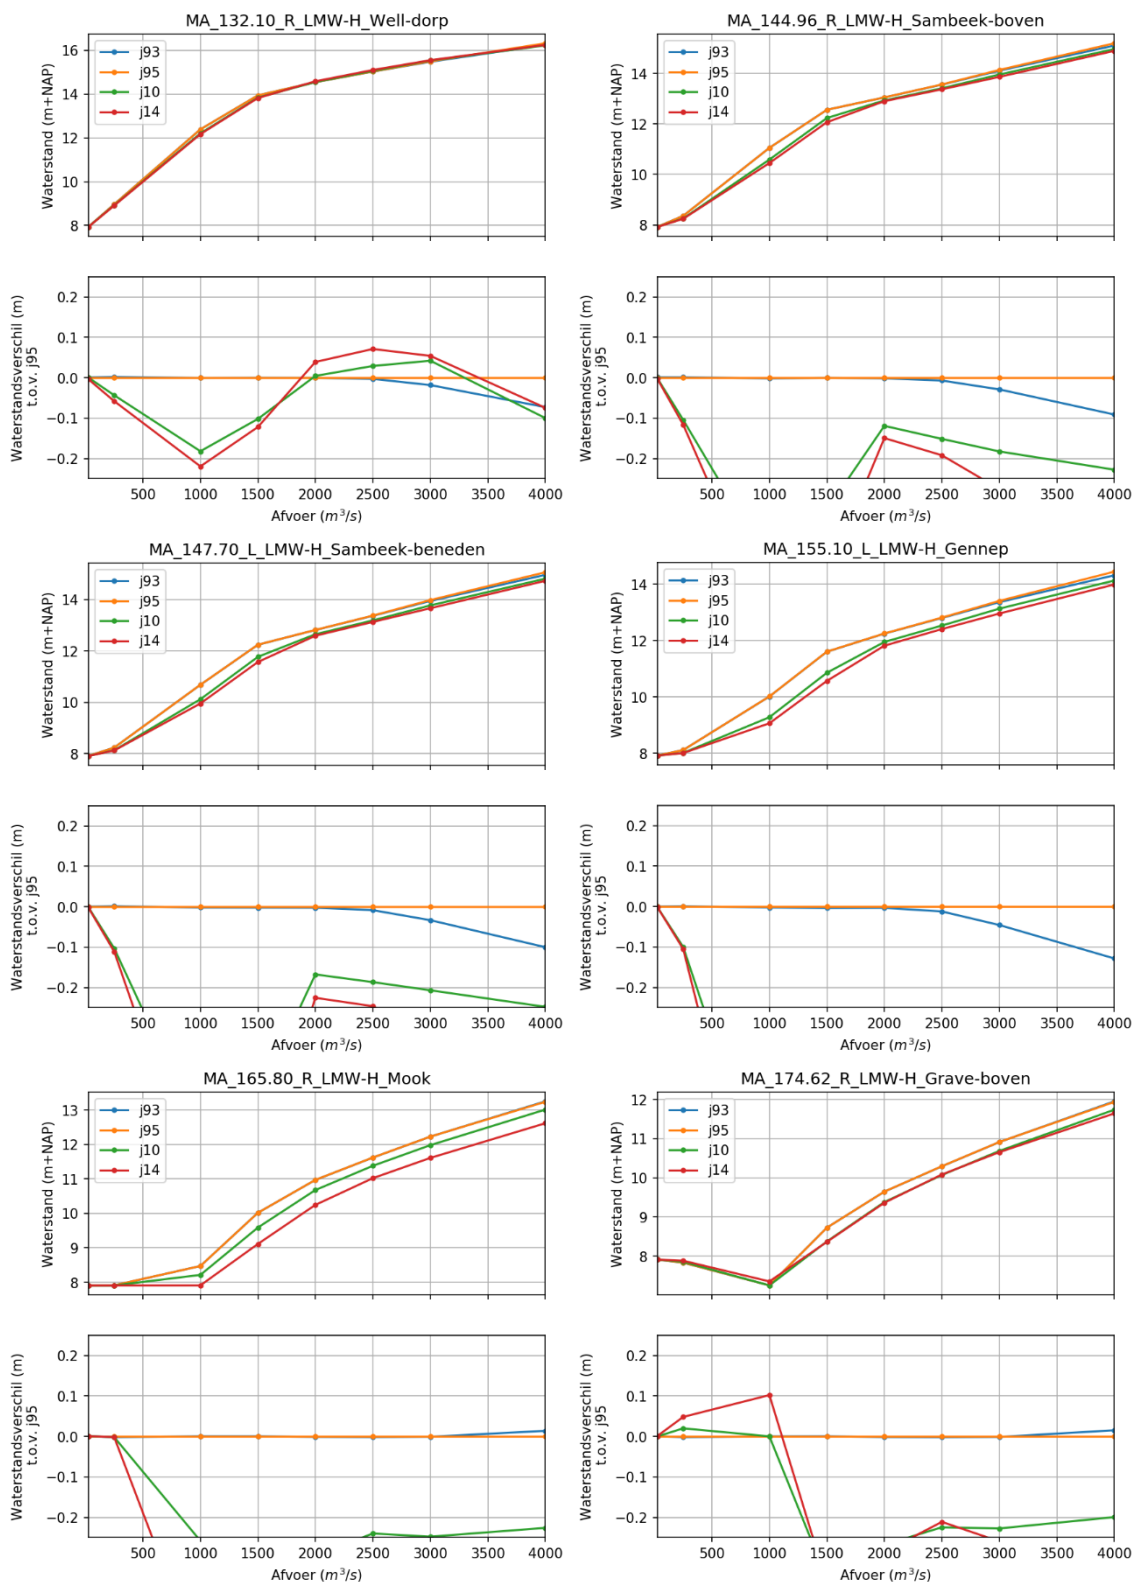 MA_132.10_R_LMW-H_Well-dorp
Waterstand (m+NAP)
16
14
12
10
8
j93
j95
j10
j14
Waterstandsverschil (m)
t.o.v. j95
0.2
0.1
0.0
−0.1
−0.2
500 1000 1500 2000 2500 3000 3500 4000
Afvoer (m³/s)
MA_144.96_R_LMW-H_Sambeek-boven
Waterstand (m+NAP)
14
12
10
8
j93
j95
j10
j14
Waterstandsverschil (m)
t.o.v. j95
0.2
0.1
0.0
−0.1
−0.2
500 1000 1500 2000 2500 3000 3500 4000
Afvoer (m³/s)
MA_147.70_L_LMW-H_Sambeek-beneden
Waterstand (m+NAP)
14
12
10
8
j93
j95
j10
j14
Waterstandsverschil (m)
t.o.v. j95
0.2
0.1
0.0
−0.1
−0.2
500 1000 1500 2000 2500 3000 3500 4000
Afvoer (m³/s)
MA_155.10_L_LMW-H_Gennep
Waterstand (m+NAP)
14
12
10
8
j93
j95
j10
j14
Waterstandsverschil (m)
t.o.v. j95
0.2
0.1
0.0
−0.1
−0.2
500 1000 1500 2000 2500 3000 3500 4000
Afvoer (m³/s)
MA_165.80_R_LMW-H_Mook
Waterstand (m+NAP)
13
12
11
10
9
8
j93
j95
j10
j14
Waterstandsverschil (m)
t.o.v. j95
0.2
0.1
0.0
−0.1
−0.2
500 1000 1500 2000 2500 3000 3500 4000
Afvoer (m³/s)
MA_174.62_R_LMW-H_Grave-boven
Waterstand (m+NAP)
12
11
10
9
8
j93
j95
j10
j14
Waterstandsverschil (m)
t.o.v. j95
0.2
0.1
0.0
−0.1
−0.2
500 1000 1500 2000 2500 3000 3500 4000
Afvoer (m³/s)